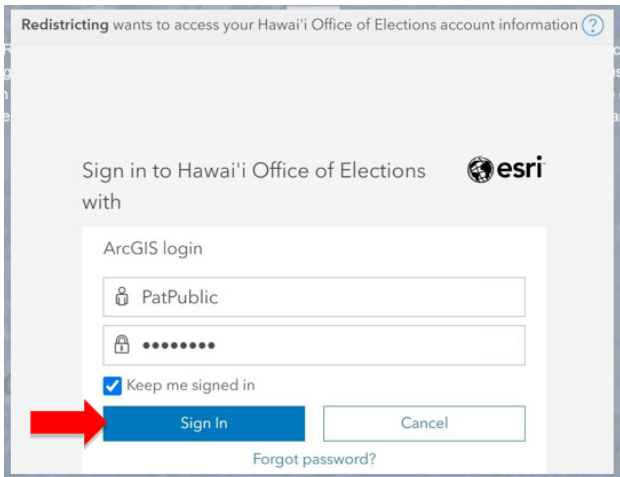 Redistricting wants to access your Hawai'i Office of Elections account information ?
Sign in to Hawai'i Office of Elections
with
esri
ArcGIS login
PatPublic
••••••••
Keep me signed in
Sign In
Cancel
Forgot password?